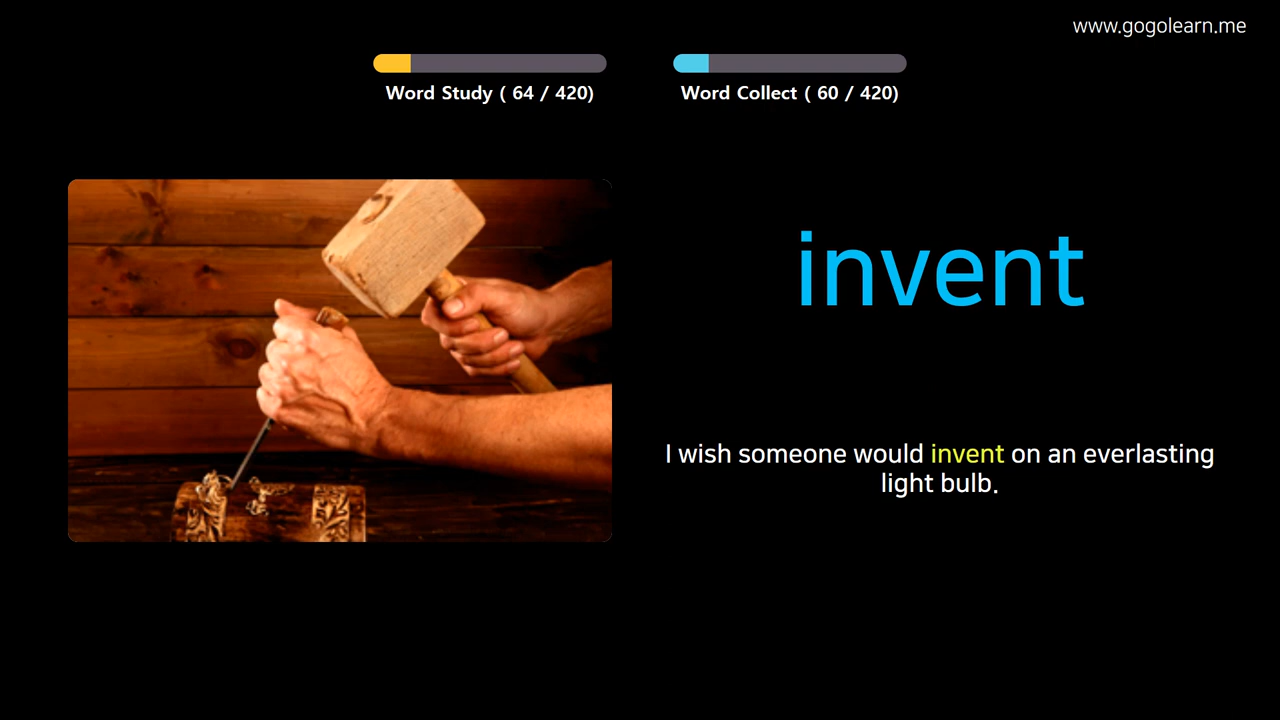 www.gogolearn.me
Word Study ( 64 / 420)
Word Collect ( 60 / 420)
invent
I wish someone would invent on an everlasting
light bulb.